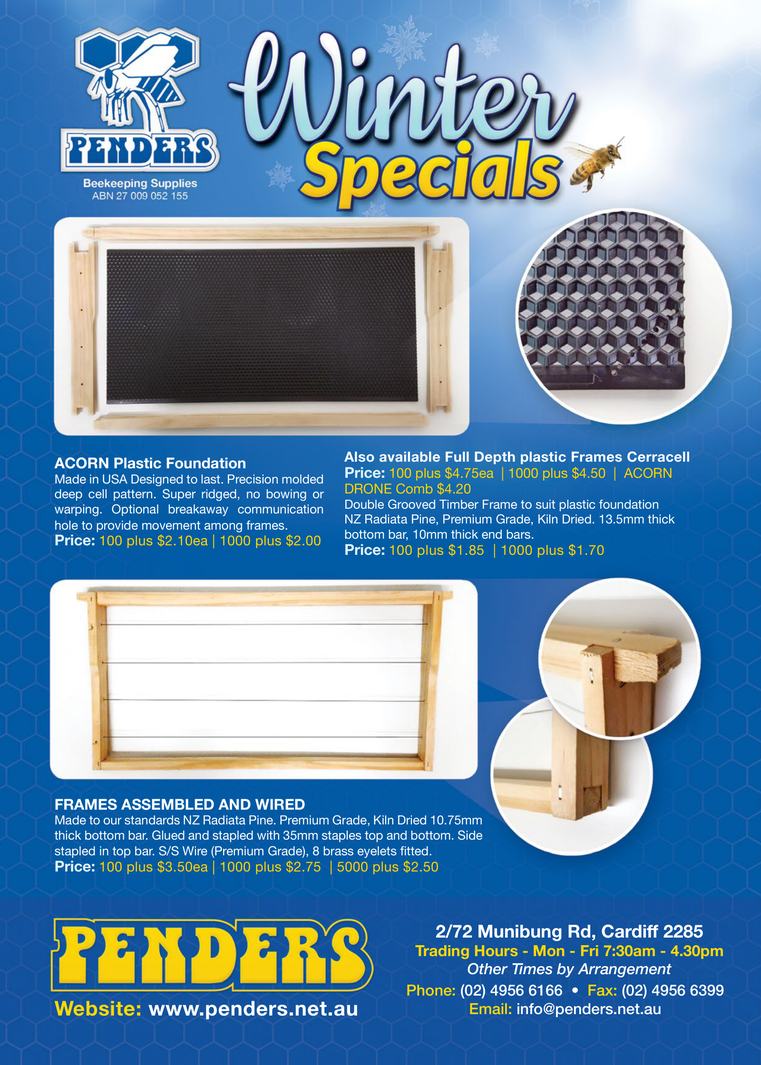 PENDERS
Beekeeping Supplies
ABN 27 009 052 155
Winter
Specials
ACORN Plastic Foundation
Made in USA Designed to last. Precision molded
deep cell pattern. Super ridged, no bowing or
warping. Optional breakaway communication
hole to provide movement among frames.
Price: 100 plus $2.10ea | 1000 plus $2.00
Also available Full Depth plastic Frames Cerracell
Price: 100 plus $4.75ea | 1000 plus $4.50 | ACORN
DRONE Comb $4.20
Double Grooved Timber Frame to suit plastic foundation
NZ Radiata Pine, Premium Grade, Kiln Dried. 13.5mm thick
bottom bar, 10mm thick end bars.
Price: 100 plus $1.85 | 1000 plus $1.70
FRAMES ASSEMBLED AND WIRED
Made to our standards NZ Radiata Pine. Premium Grade, Kiln Dried 10.75mm
thick bottom bar. Glued and stapled with 35mm staples top and bottom. Side
stapled in top bar. S/S Wire (Premium Grade), 8 brass eyelets fitted.
Price: 100 plus $3.50ea | 1000 plus $2.75 | 5000 plus $2.50
PENDERS
Website: www.penders.net.au
2/72 Munibung Rd, Cardiff 2285
Trading Hours - Mon - Fri 7:30am - 4.30pm
Other Times by Arrangement
Phone: (02) 4956 6166 • Fax: (02) 4956 6399
Email: info@penders.net.au